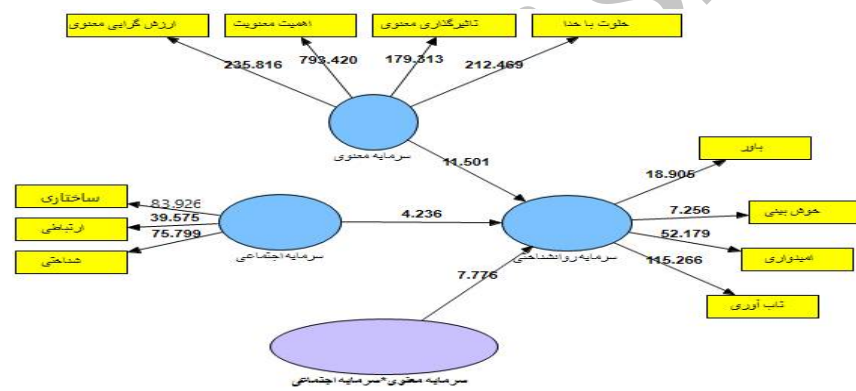 ارزش گرایی معنوی
اهمیت معنویت
تاثیرگذاری معنوی
خلوت با خدا
235.816
793.420
179.313
212.469
سرمایه معنوی
11.501
باور
18.905
ساختاری
83.926
خوش بینی
7.256
ارتباطی
39.575
4.236
امیدواری
52.179
شناختی
75.799
سرمایه اجتماعی
سرمایه روانشناختی
115.266
7.776
تاب آوری
سرمایه معنوی*سرمایه اجتماعی